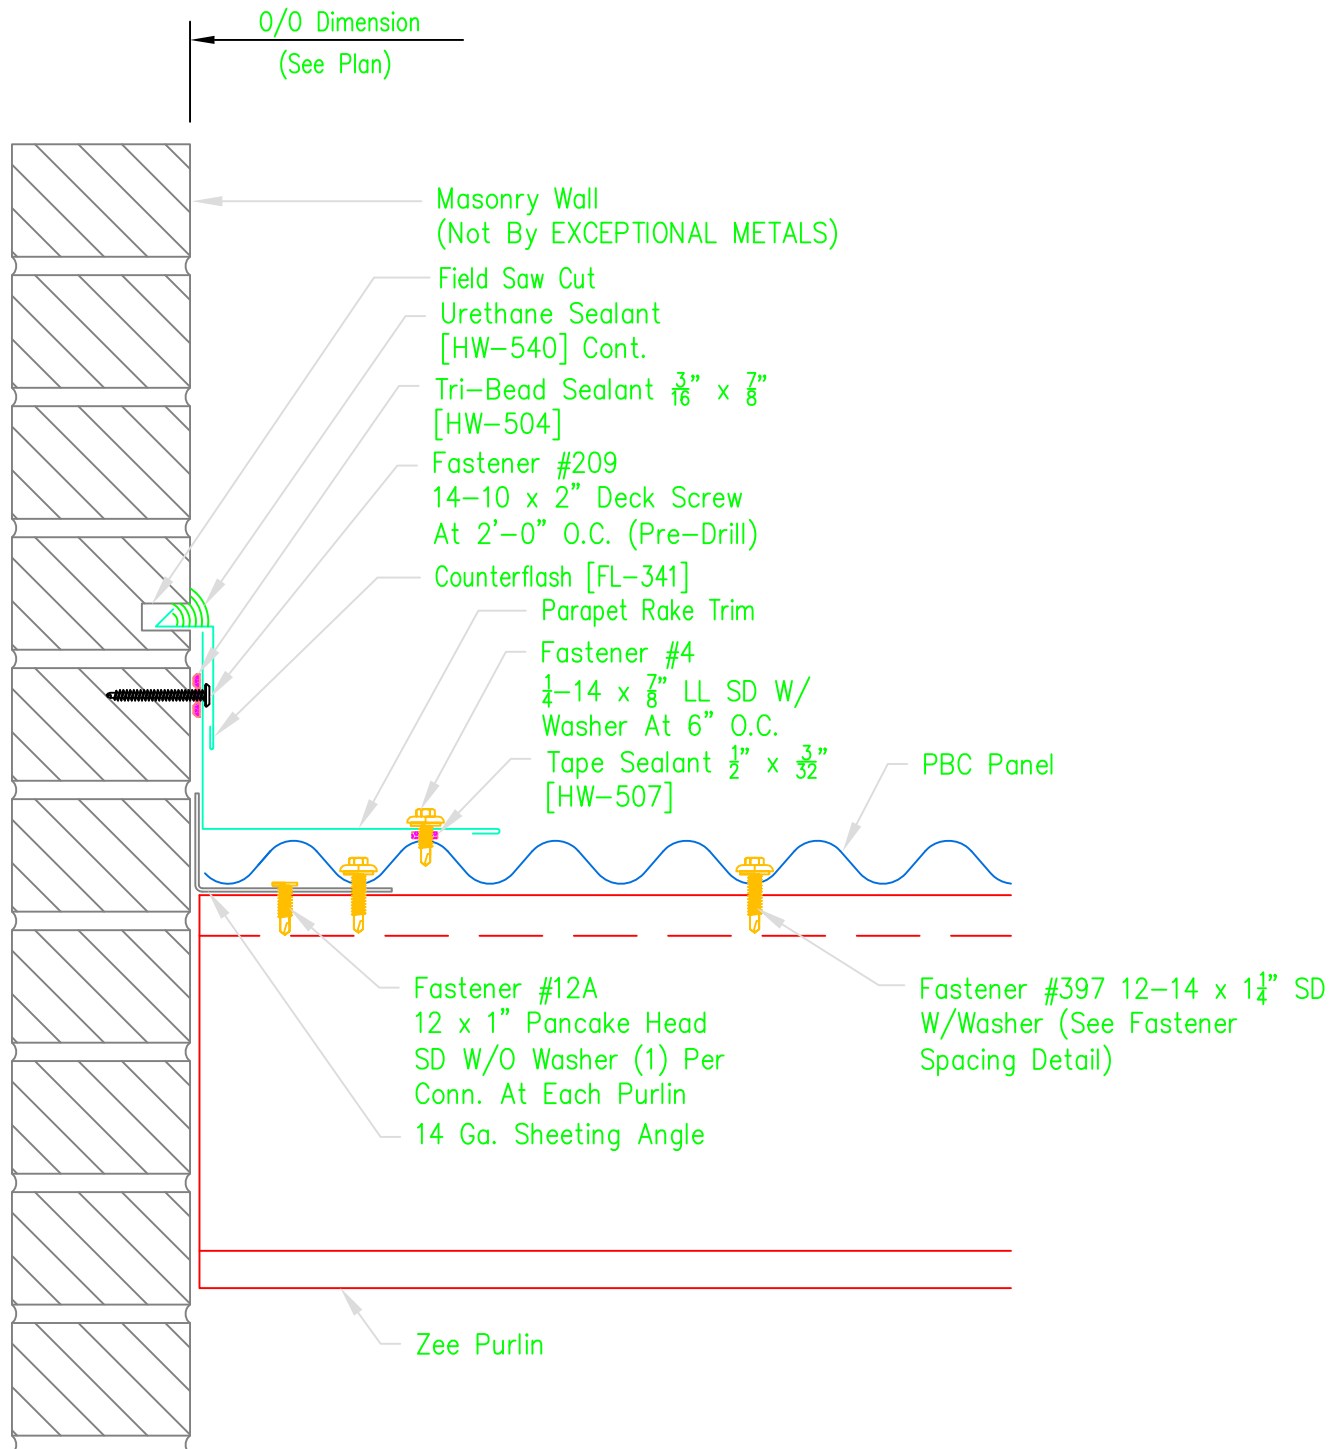 O/O Dimension
(See Plan)
Masonry Wall
(Not By EXCEPTIONAL METALS)
Field Saw Cut
Urethane Sealant
[HW-540] Cont.
Tri-Bead Sealant 3/16" x 7/8"
[HW-504]
Fastener #209
14-10 x 2" Deck Screw
At 2'-0" O.C. (Pre-Drill)
Counterflash [FL-341]
Parapet Rake Trim
Fastener #4
1/4-14 x 7/8" LL SD W/
Washer At 6" O.C.
Tape Sealant 1/2" x 3/32"
[HW-507]
PBC Panel
Fastener #12A
12 x 1" Pancake Head
SD W/O Washer (1) Per
Conn. At Each Purlin
14 Ga. Sheeting Angle
Fastener #397 12-14 x 1 1/4" SD
W/Washer (See Fastener
Spacing Detail)
Zee Purlin